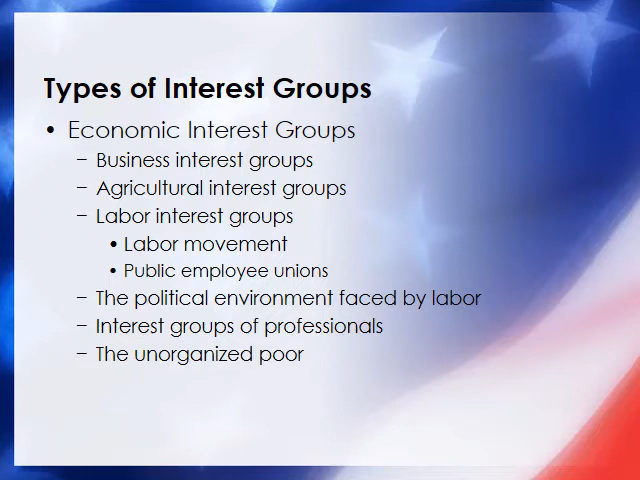 Types of Interest Groups
• Economic Interest Groups
– Business interest groups
– Agricultural interest groups
– Labor interest groups
• Labor movement
• Public employee unions
– The political environment faced by labor
– Interest groups of professionals
– The unorganized poor